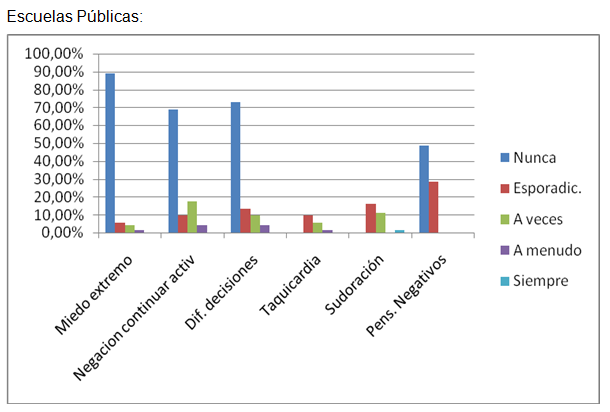 Escuelas Públicas:
100,00%
90,00%
80,00%
70,00%
60,00%
50,00%
40,00%
30,00%
20,00%
10,00%
0,00%
Miedo extremo
Negacion continuar activ
Dif. decisiones
Taquicardia
Sudoración
Pens. Negativos
Nunca
Esporadic.
A veces
A menudo
Siempre